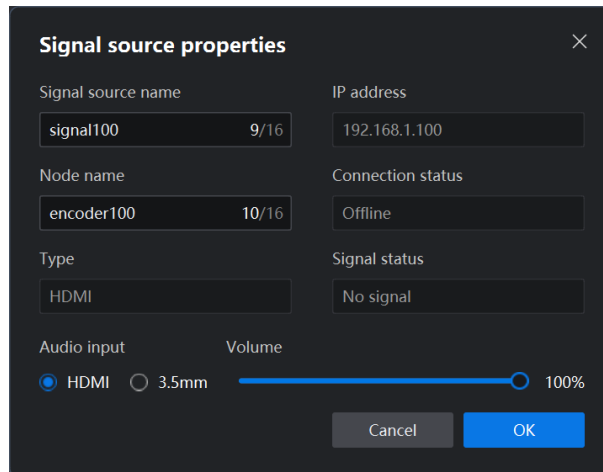 Signal source properties
Signal source name
IP address
signal100 9/16
192.168.1.100
Node name
Connection status
encoder100 10/16
Offline
Type
Signal status
HDMI
No signal
Audio input
Volume
HDMI 3.5mm 100%
Cancel
OK